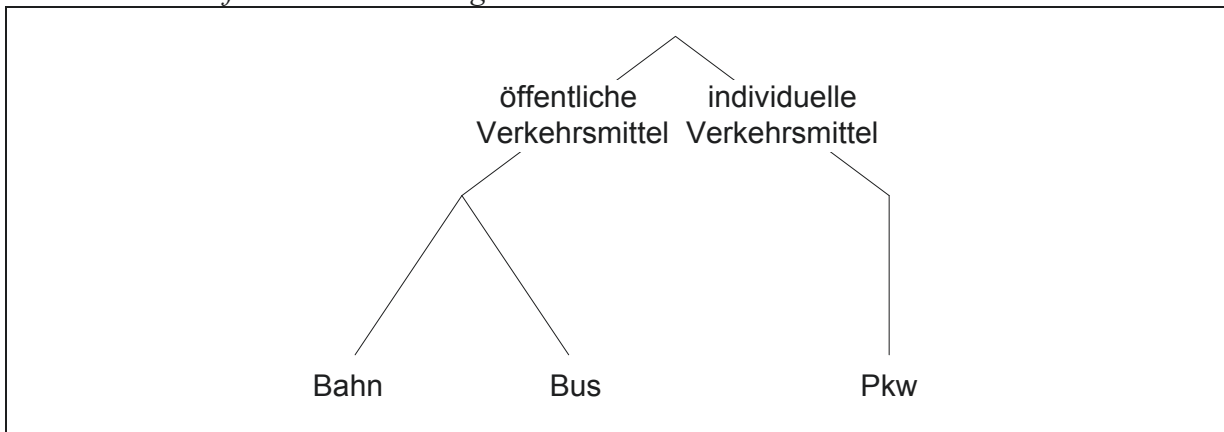 öffentliche individuelle
Verkehrsmittel Verkehrsmittel
Bahn Bus Pkw